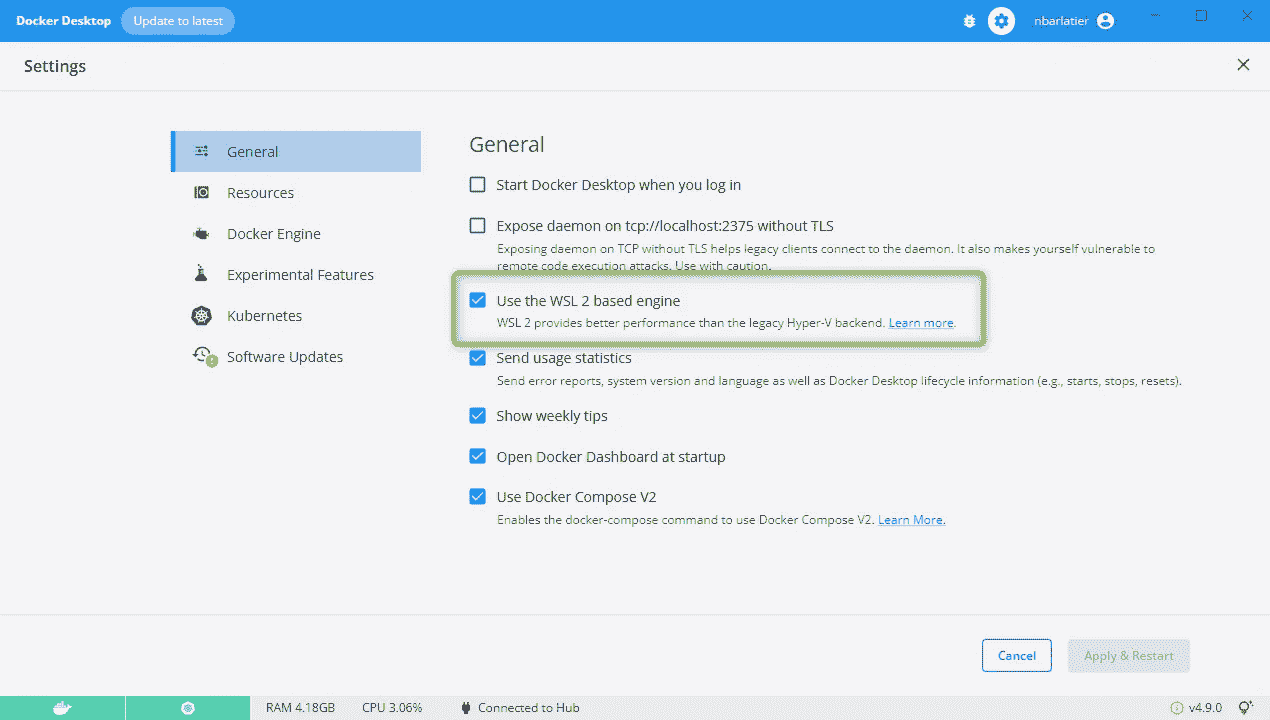 Docker Desktop Update to latest nbarlatier
Settings
General
Resources
Docker Engine
Experimental Features
Kubernetes
Software Updates
General
Start Docker Desktop when you log in
Expose daemon on tcp://localhost:2375 without TLS
Exposing daemon on TCP without TLS helps legacy clients connect to the daemon. It also makes yourself vulnerable to
remote code execution attacks. Use with caution.
Use the WSL 2 based engine
WSL 2 provides better performance than the legacy Hyper-V backend. Learn more.
Send usage statistics
Send error reports, system version and language as well as Docker Desktop lifecycle information (e.g., starts, stops, resets).
Show weekly tips
Open Docker Dashboard at startup
Use Docker Compose V2
Enables the docker-compose command to use Docker Compose V2. Learn More.
Cancel Apply & Restart
RAM 4.18GB CPU 3.06% Connected to Hub v4.9.0